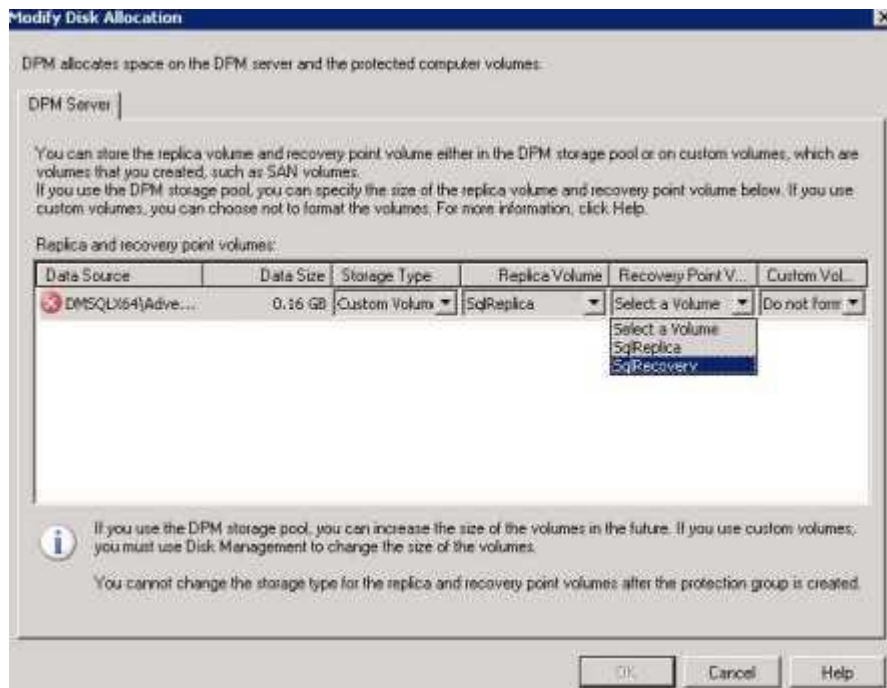 Modify Disk Allocation
DPM allocates space on the DPM server and the protected computer volumes.
DPM Server
You can store the replica volume and recovery point volume either in the DPM storage pool or on custom volumes, which are
volumes that you created, such as SAN volumes.
If you use the DPM storage pool, you can specify the size of the replica volume and recovery point volume below. If you use
custom volumes, you can choose not to format the volumes. For more information, click Help.
Replica and recovery point volumes:
Data Source Data Size Storage Type Replica Volume Recovery Point V... Custom Vol...
DMSQLX64\Adve... 0.16 GB Custom Volum SqlReplica Select a Volume Do not form
Select a Volume
SqlReplica
SqlRecovery
If you use the DPM storage pool, you can increase the size of the volumes in the future. If you use custom volumes,
you must use Disk Management to change the size of the volumes.
You cannot change the storage type for the replica and recovery point volumes after the protection group is created.
OK Cancel Help